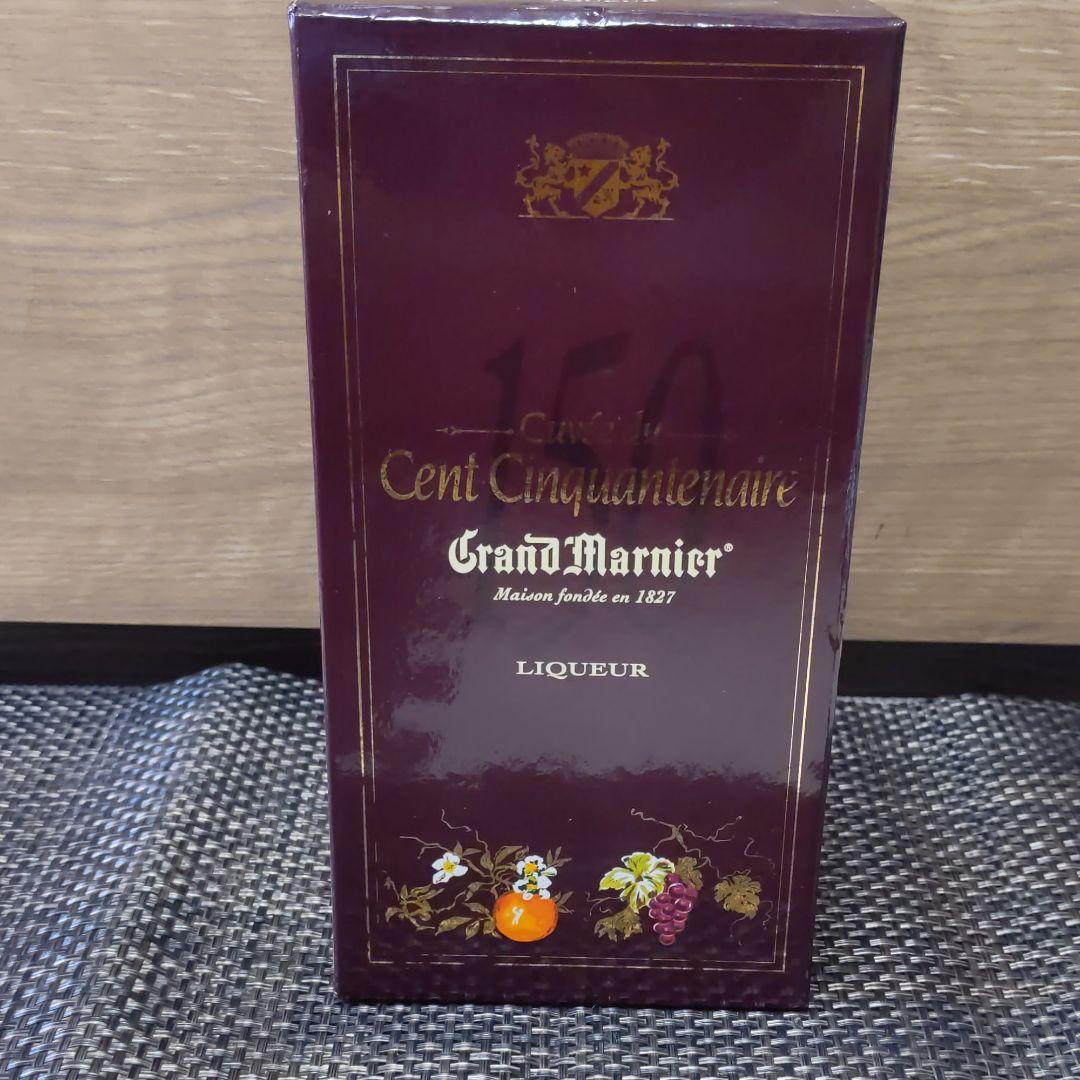 150
Cuvée du
Cent Cinquantenaire
Grand Marnier®
Maison fondée en 1827
LIQUEUR